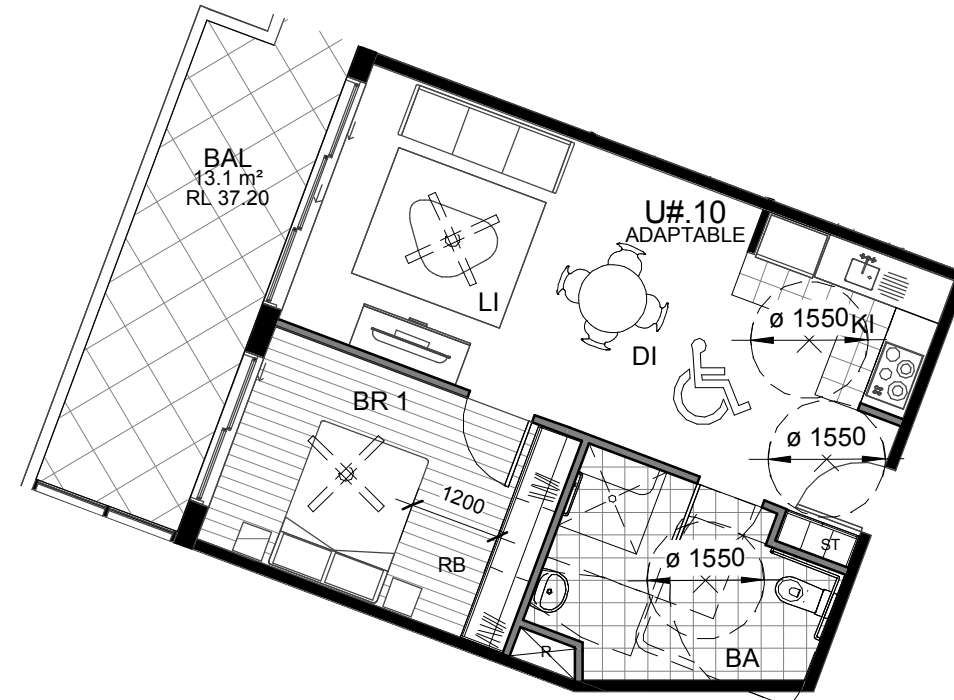 BAL
13.1 m²
RL 37.20
U#.10
ADAPTABLE
LI
ø 1550
KI
DI
BR 1
ø 1550
1200
ST
RB
ø 1550
R
BA